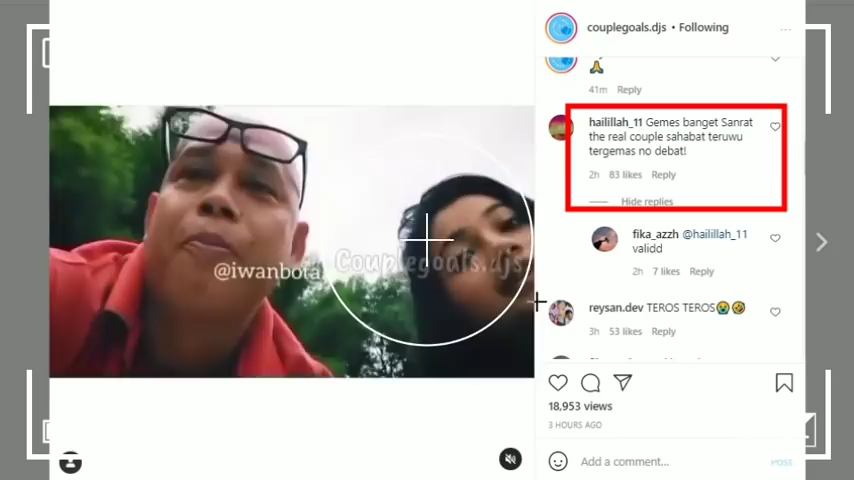 couplegoals.djs • Following
41m Reply
hailillah_11 Gemes banget Sanrat
the real couple sahabat teruwu
tergemas no debat!
2h 83 likes Reply
Hide replies
fika_azzh @hailillah_11
validd
2h 7 likes Reply
reysan.dev TEROS TEROS😭🤣
3h 53 likes Reply
18,953 views
3 HOURS AGO
Add a comment...
POST
@iwanbota
Couplegoals.djs